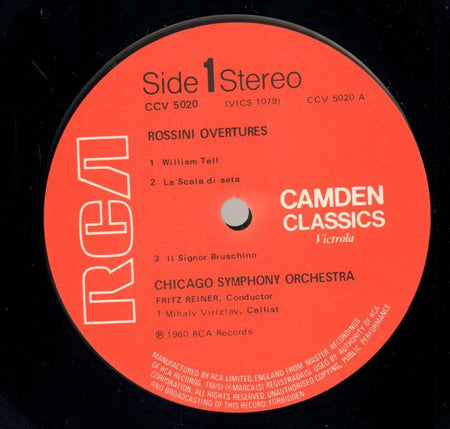 Side 1 Stereo
CCV 5020 (VICS 1079) CCV 5020 A
ROSSINI OVERTURES
1 William Tell
2 La Scala di seta
RCA
CAMDEN
CLASSICS
Victrola
3 Il Signor Bruschino
CHICAGO SYMPHONY ORCHESTRA
FRITZ REINER, Conductor
1 Mihaly Virizlav, Cellist
℗ 1960 RCA Records
MANUFACTURED BY RCA LIMITED, ENGLAND FROM MASTER RECORDINGS
OF RCA RECORDS. TM(S) ® MARCA(S) REGISTRADA(S) USED BY AUTHORITY OF RCA
CORPORATION. ALL RIGHTS RESERVED. UNAUTHORISED COPYING, PUBLIC PERFORMANCE
AND BROADCASTING OF THIS RECORD FORBIDDEN.